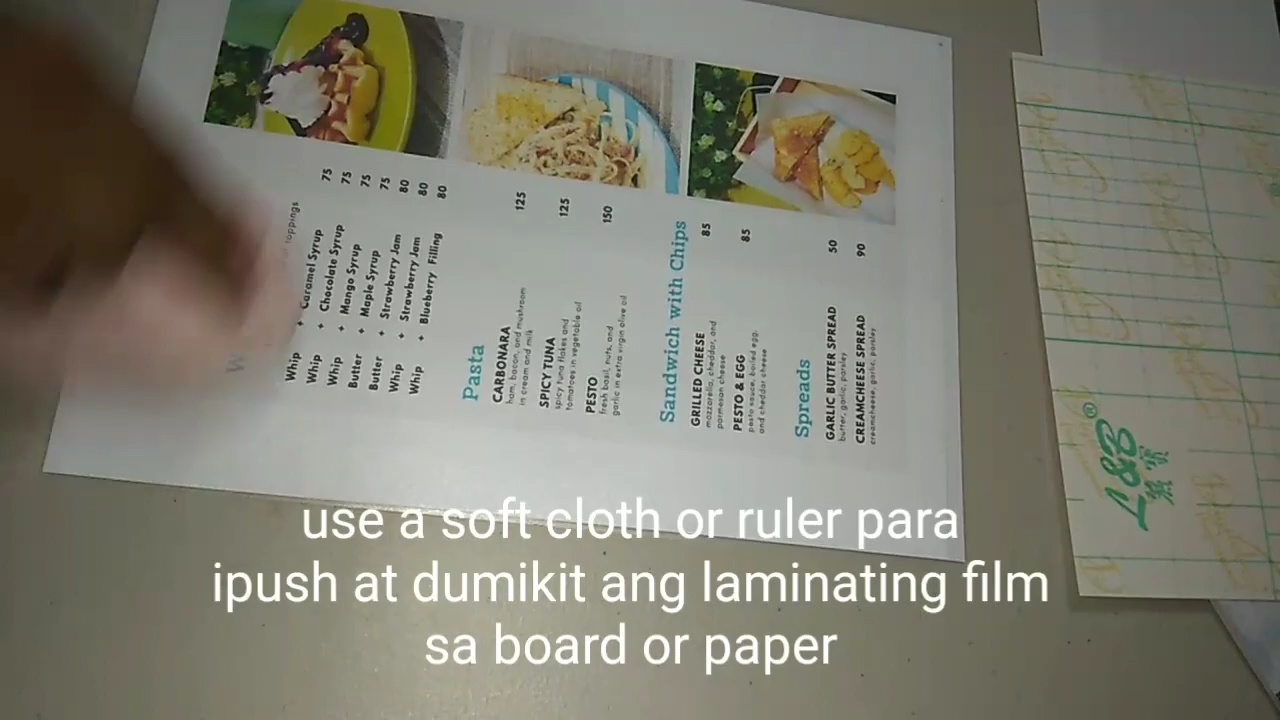 toppings
Whip + Caramel Syrup 75
Whip + Chocolate Syrup 75
Whip + Mango Syrup 75
Butter + Maple Syrup 75
Butter + Strawberry Jam 80
Whip + Strawberry Jam 80
Whip + Blueberry Filling 80
Pasta
CARBONARA 125
ham, bacon, and mushroom
in cream and milk
SPICY TUNA 125
spicy tuna flakes and
tomatoes in vegetable oil
PESTO 150
fresh basil, nuts, and
garlic in extra virgin olive oil
Sandwich with Chips
GRILLED CHEESE 85
mozzarella, cheddar, and
parmesan cheese
PESTO & EGG 85
pesto sauce, boiled egg,
and cheddar cheese
Spreads
GARLIC BUTTER SPREAD 50
butter, garlic, parsley
CREAMCHEESE SPREAD 90
creamcheese, garlic, parsley
L&B®
use a soft cloth or ruler para
ipush at dumikit ang laminating film
sa board or paper